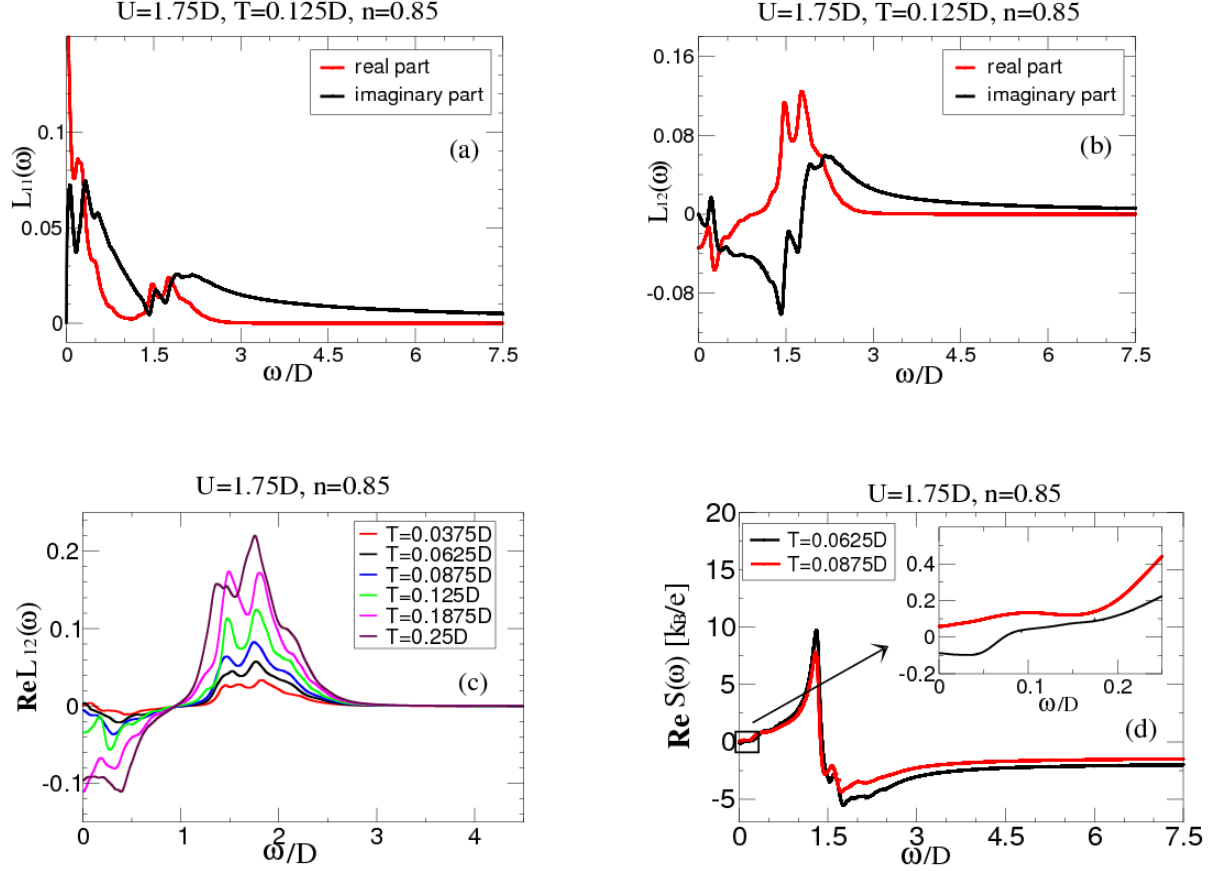 U=1.75D, T=0.125D, n=0.85
L₁₁(ω)
0.1
0.05
0
real part
imaginary part
(a)
0 1.5 3 4.5 6 7.5
ω/D
U=1.75D, T=0.125D, n=0.85
L₁₂(ω)
0.16
0.08
0
-0.08
real part
imaginary part
(b)
0 1.5 3 4.5 6 7.5
ω/D
U=1.75D, n=0.85
ReL₁₂(ω)
0.2
0.1
0
-0.1
T=0.0375D
T=0.0625D
T=0.0875D
T=0.125D
T=0.1875D
T=0.25D
(c)
0 1 2 3 4
ω/D
U=1.75D, n=0.85
Re S(ω) [k_B/e]
20
15
10
5
0
-5
T=0.0625D
T=0.0875D
0.4
0.2
0
-0.2
0 0.1 0.2
ω/D
(d)
0 1.5 3 4.5 6 7.5
ω/D